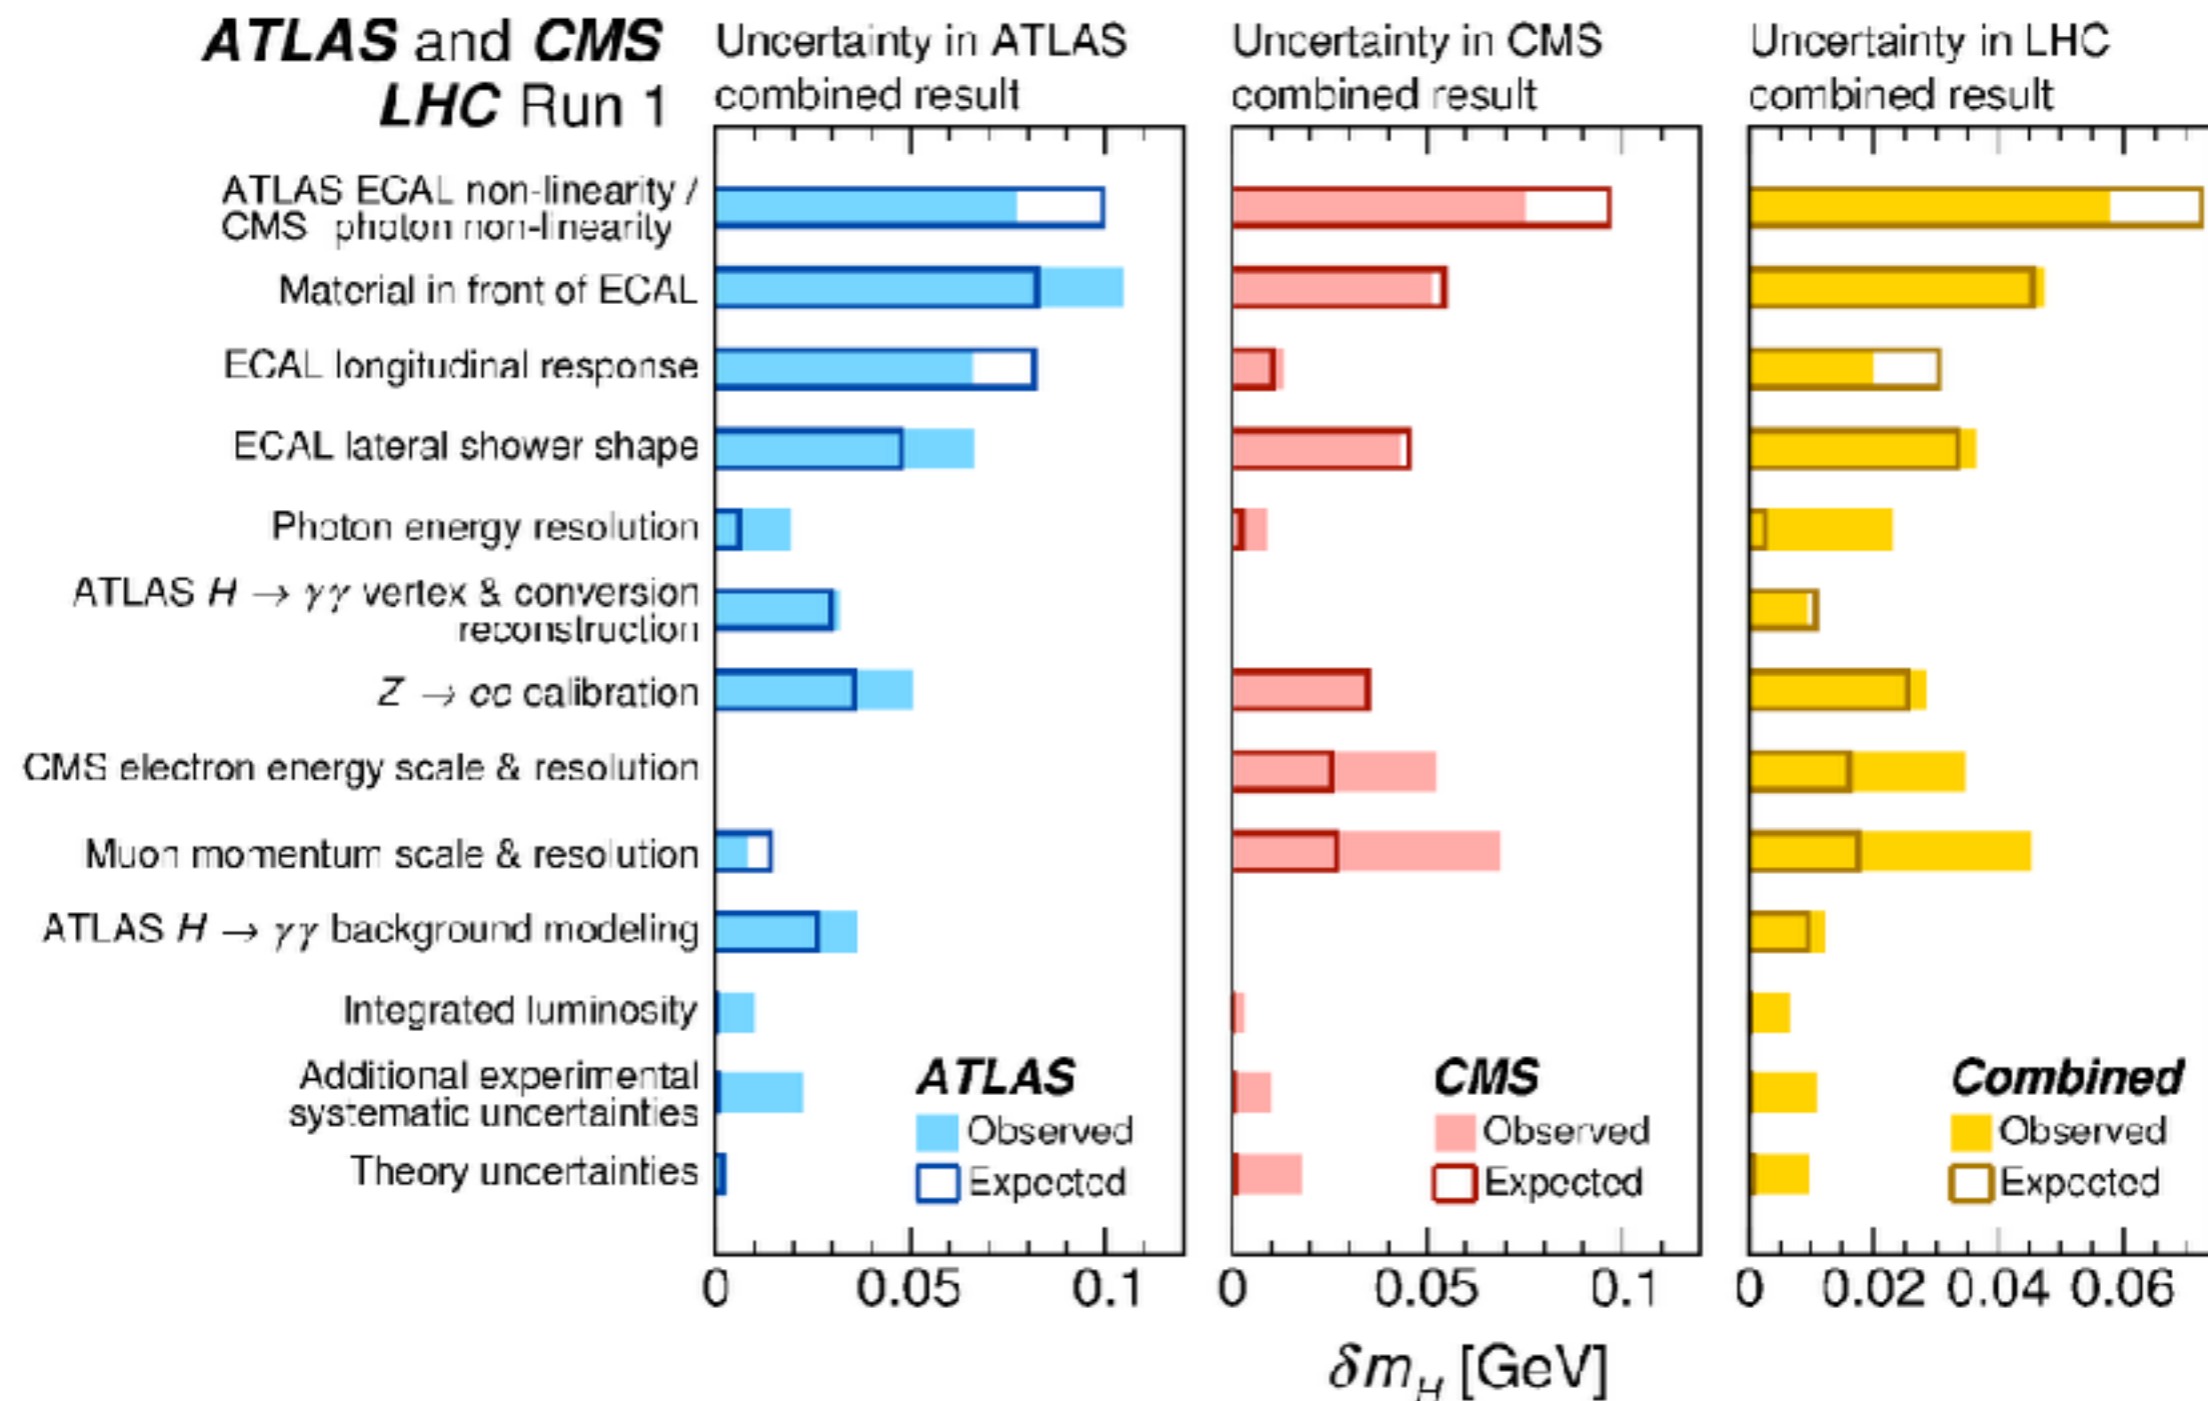 ATLAS and CMS
LHC Run 1
Uncertainty in ATLAS
combined result
Uncertainty in CMS
combined result
Uncertainty in LHC
combined result
ATLAS ECAL non-linearity /
CMS photon non-linearity
Material in front of ECAL
ECAL longitudinal response
ECAL lateral shower shape
Photon energy resolution
ATLAS H → γγ vertex & conversion
reconstruction
Z → ee calibration
CMS electron energy scale & resolution
Muon momentum scale & resolution
ATLAS H → γγ background modeling
Integrated luminosity
Additional experimental
systematic uncertainties
Theory uncertainties
ATLAS
Observed
Expected
CMS
Observed
Expected
Combined
Observed
Expected
0 0.05 0.1
0 0.05 0.1
0 0.02 0.04 0.06
δm_H [GeV]